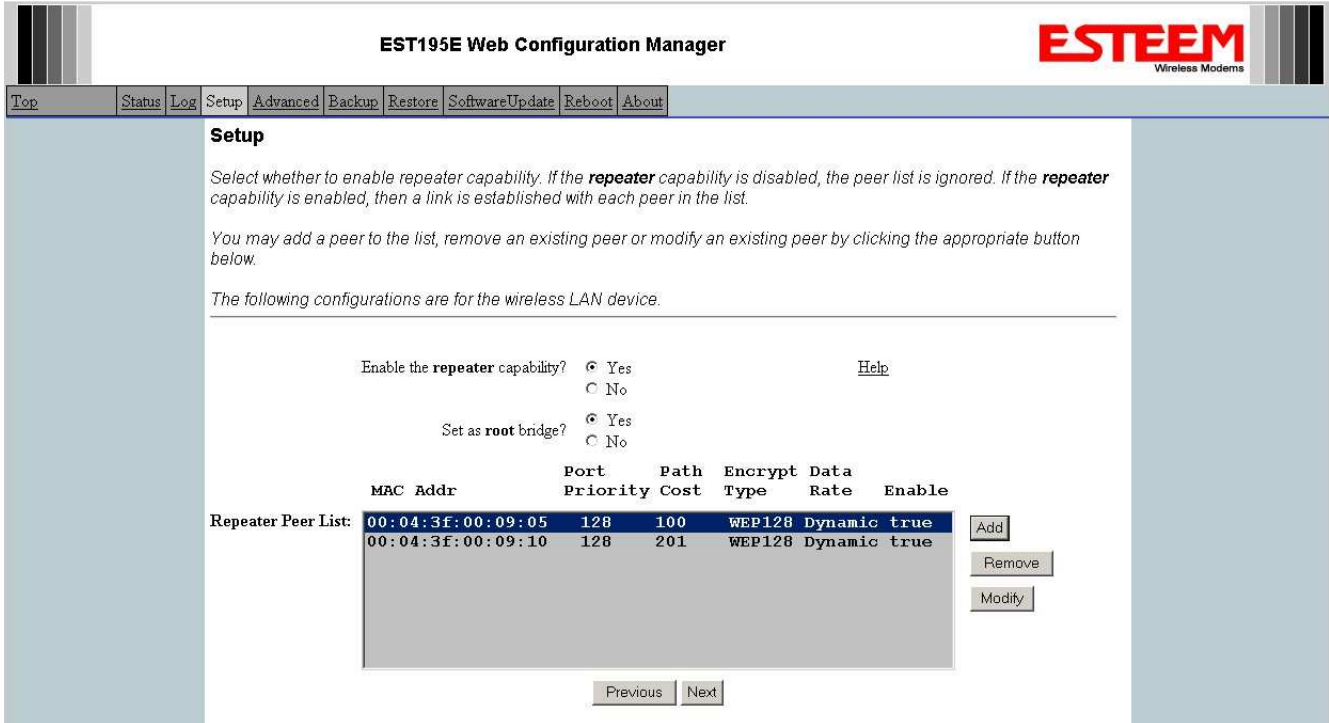 EST195E Web Configuration Manager
ESTEEM
Wireless Modems
Top Status Log Setup Advanced Backup Restore SoftwareUpdate Reboot About
Setup
Select whether to enable repeater capability. If the repeater capability is disabled, the peer list is ignored. If the repeater
capability is enabled, then a link is established with each peer in the list.
You may add a peer to the list, remove an existing peer or modify an existing peer by clicking the appropriate button
below.
The following configurations are for the wireless LAN device.
Enable the repeater capability? Yes Help
No
Set as root bridge? Yes
No
Port Path Encrypt Data
MAC Addr Priority Cost Type Rate Enable
Repeater Peer List: 00:04:3f:00:09:05 128 100 WEP128 Dynamic true
00:04:3f:00:09:10 128 201 WEP128 Dynamic true
Add
Remove
Modify
Previous Next